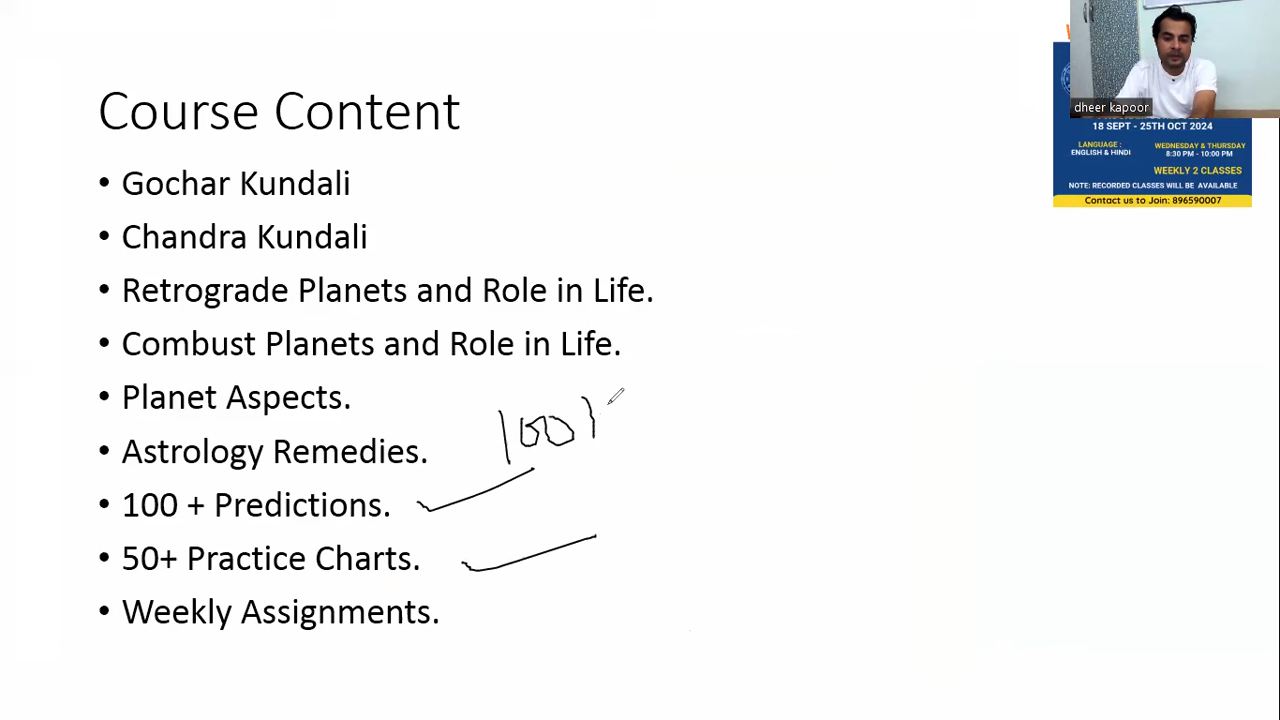 Course Content
• Gochar Kundali
• Chandra Kundali
• Retrograde Planets and Role in Life.
• Combust Planets and Role in Life.
• Planet Aspects.
• Astrology Remedies.
• 100 + Predictions.
• 50+ Practice Charts.
• Weekly Assignments.
100
dheer kapoor
18 SEPT - 25TH OCT 2024
LANGUAGE :
ENGLISH & HINDI
WEDNESDAY & THURSDAY
8:30 PM - 10:00 PM
WEEKLY 2 CLASSES
NOTE: RECORDED CLASSES WILL BE AVAILABLE
Contact us to Join: 896590007